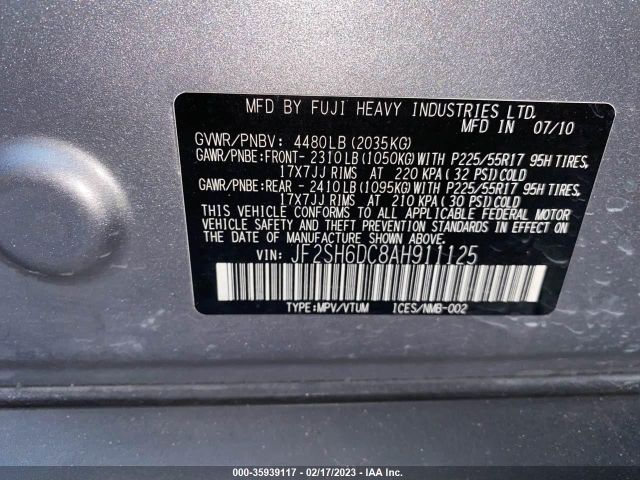 MFD BY FUJI HEAVY INDUSTRIES LTD.
MFD IN 07/10
GVWR/PNBV: 4480LB(2035KG)
GAWR/PNBE:FRONT- 2310LB(1050KG)WITH P225/55R17 95H TIRES,
17X7JJ RIMS AT 220 KPA(32 PSI)COLD
GAWR/PNBE:REAR - 2410LB(1095KG)WITH P225/55R17 95H TIRES,
17X7JJ RIMS AT 210 KPA(30 PSI)COLD
THIS VEHICLE CONFORMS TO ALL APPLICABLE FEDERAL MOTOR
VEHICLE SAFETY AND THEFT PREVENTION STANDARDS IN EFFECT
ON THE DATE OF MANUFACTURE SHOWN ABOVE.
VIN: JF2SH6DC8AH911125
TYPE:MPV/VTUM ICES/NMB-002
000-35939117 - 02/17/2023 - IAA Inc.